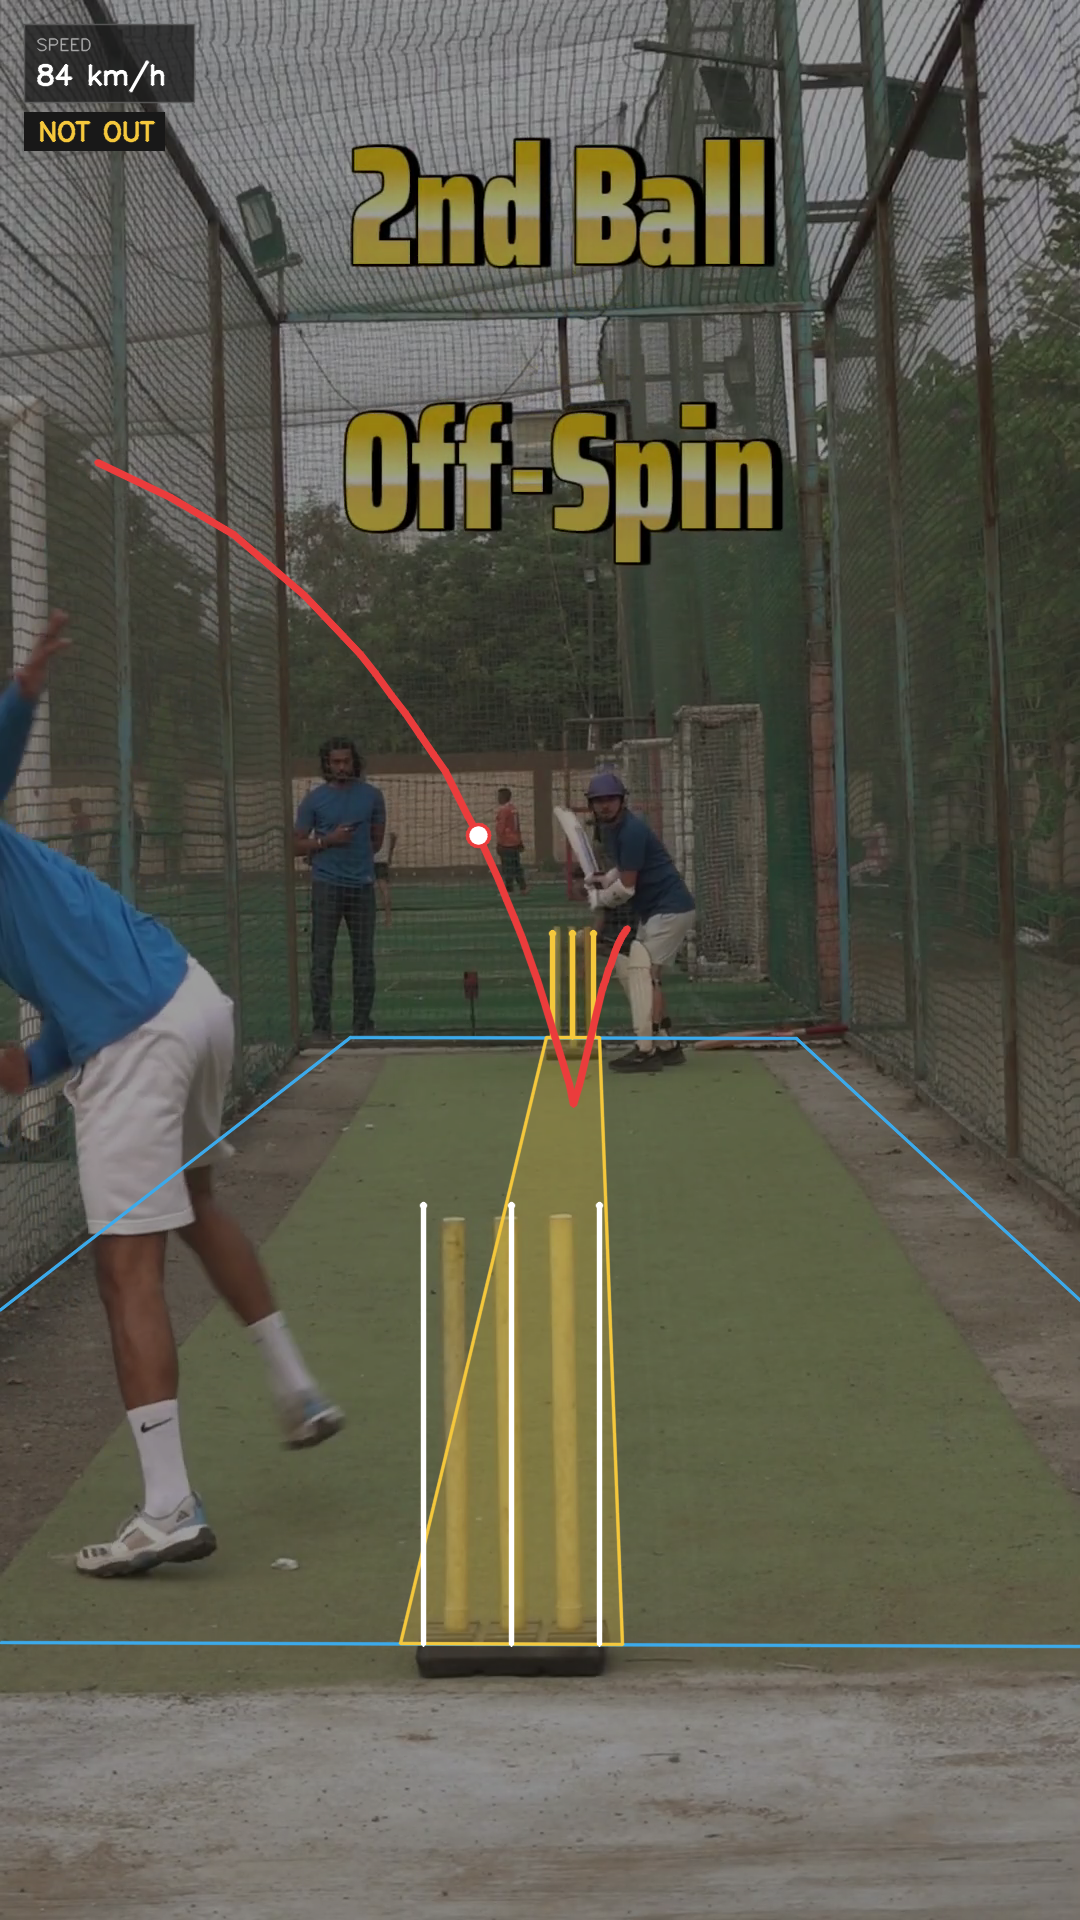 SPEED
84 km/h
NOT OUT
2nd Ball
Off-Spin